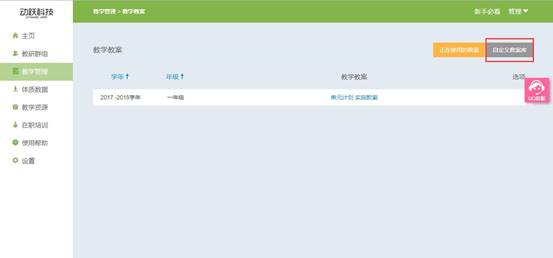 动跃科技
教学管理 > 教学教案
新手必看 管理
主页
教研群组
教学管理
体质数据
教学资源
在职培训
使用帮助
设置
教学教案
正在使用的教案
自定义教案库
学年 年级 教学教案 选项
2017 -2018学年 一年级 单元计划 实施教案
QQ客服